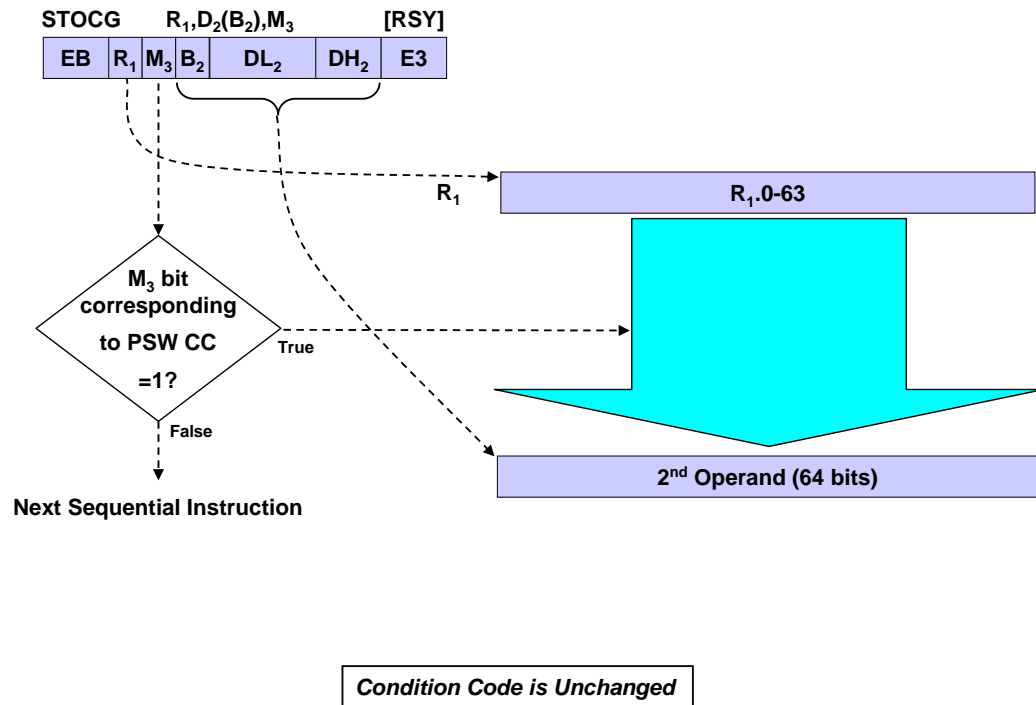 STOCG R₁,D₂(B₂),M₃ [RSY]
EB R₁ M₃ B₂ DL₂ DH₂ E3
R₁
R₁.0-63
M₃ bit
corresponding
to PSW CC
=1?
True
False
2ⁿᵈ Operand (64 bits)
Next Sequential Instruction
Condition Code is Unchanged